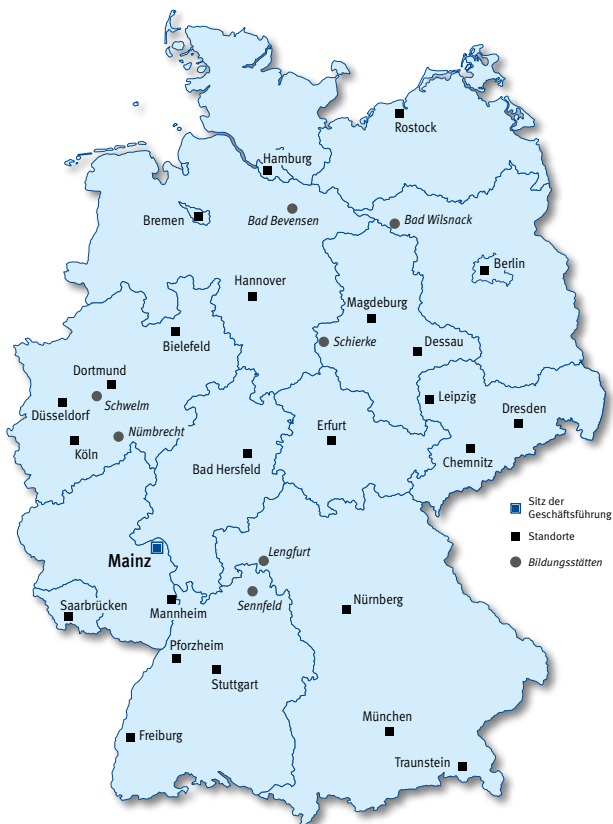 Rostock
Hamburg
Bremen
Bad Bevensen
Bad Wilsnack
Berlin
Hannover
Magdeburg
Bielefeld
Schierke
Dessau
Dortmund
Schwelm
Düsseldorf
Leipzig
Dresden
Nümbrecht
Köln
Erfurt
Bad Hersfeld
Chemnitz
Sitz der
Geschäftsführung
Standorte
Bildungsstätten
Mainz
Lengfurt
Sennfeld
Saarbrücken
Mannheim
Nürnberg
Pforzheim
Stuttgart
Freiburg
München
Traunstein